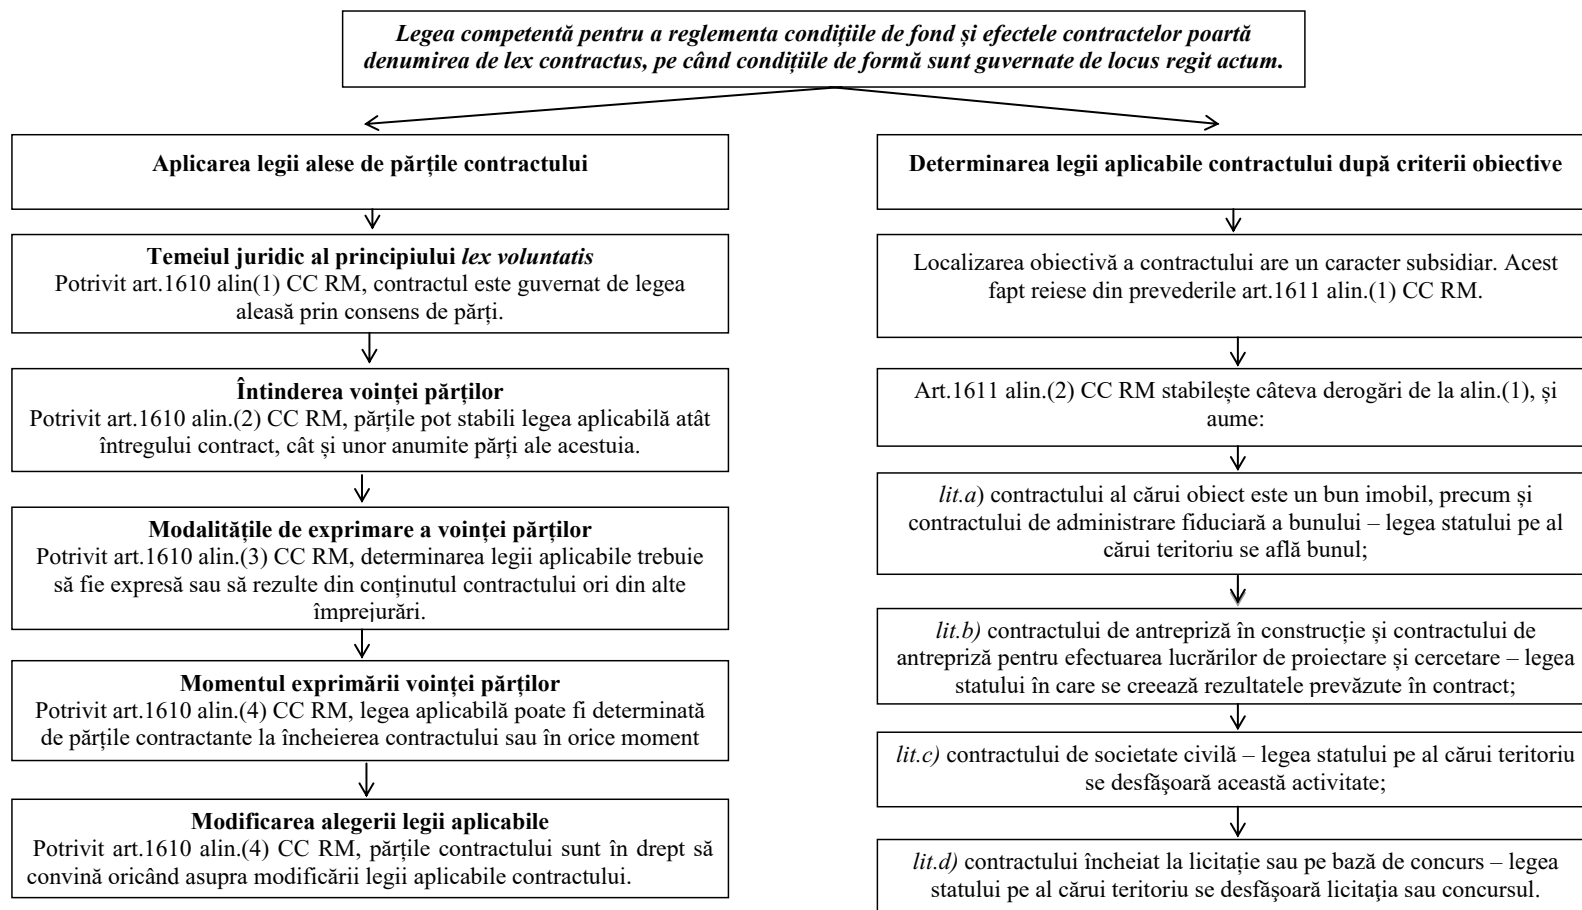 Legea competentă pentru a reglementa condițiile de fond și efectele contractelor poartă
denumirea de lex contractus, pe când condițiile de formă sunt guvernate de locus regit actum.
Aplicarea legii alese de părțile contractului
Temeiul juridic al principiului lex voluntatis
Potrivit art.1610 alin(1) CC RM, contractul este guvernat de legea
aleasă prin consens de părți.
Întinderea voinței părților
Potrivit art.1610 alin.(2) CC RM, părțile pot stabili legea aplicabilă atât
întregului contract, cât și unor anumite părți ale acestuia.
Modalitățile de exprimare a voinței părților
Potrivit art.1610 alin.(3) CC RM, determinarea legii aplicabile trebuie
să fie expresă sau să rezulte din conținutul contractului ori din alte
împrejurări.
Momentul exprimării voinței părților
Potrivit art.1610 alin.(4) CC RM, legea aplicabilă poate fi determinată
de părțile contractante la încheierea contractului sau în orice moment
Modificarea alegerii legii aplicabile
Potrivit art.1610 alin.(4) CC RM, părțile contractului sunt în drept să
convină oricând asupra modificării legii aplicabile contractului.
Determinarea legii aplicabile contractului după criterii obiective
Localizarea obiectivă a contractului are un caracter subsidiar. Acest
fapt reiese din prevederile art.1611 alin.(1) CC RM.
Art.1611 alin.(2) CC RM stabilește câteva derogări de la alin.(1), și
aume:
lit.a) contractului al cărui obiect este un bun imobil, precum și
contractului de administrare fiduciară a bunului – legea statului pe al
cărui teritoriu se află bunul;
lit.b) contractului de antrepriză în construcție și contractului de
antrepriză pentru efectuarea lucrărilor de proiectare și cercetare – legea
statului în care se creează rezultatele prevăzute în contract;
lit.c) contractului de societate civilă – legea statului pe al cărui teritoriu
se desfăşoară această activitate;
lit.d) contractului încheiat la licitație sau pe bază de concurs – legea
statului pe al cărui teritoriu se desfăşoară licitaţia sau concursul.